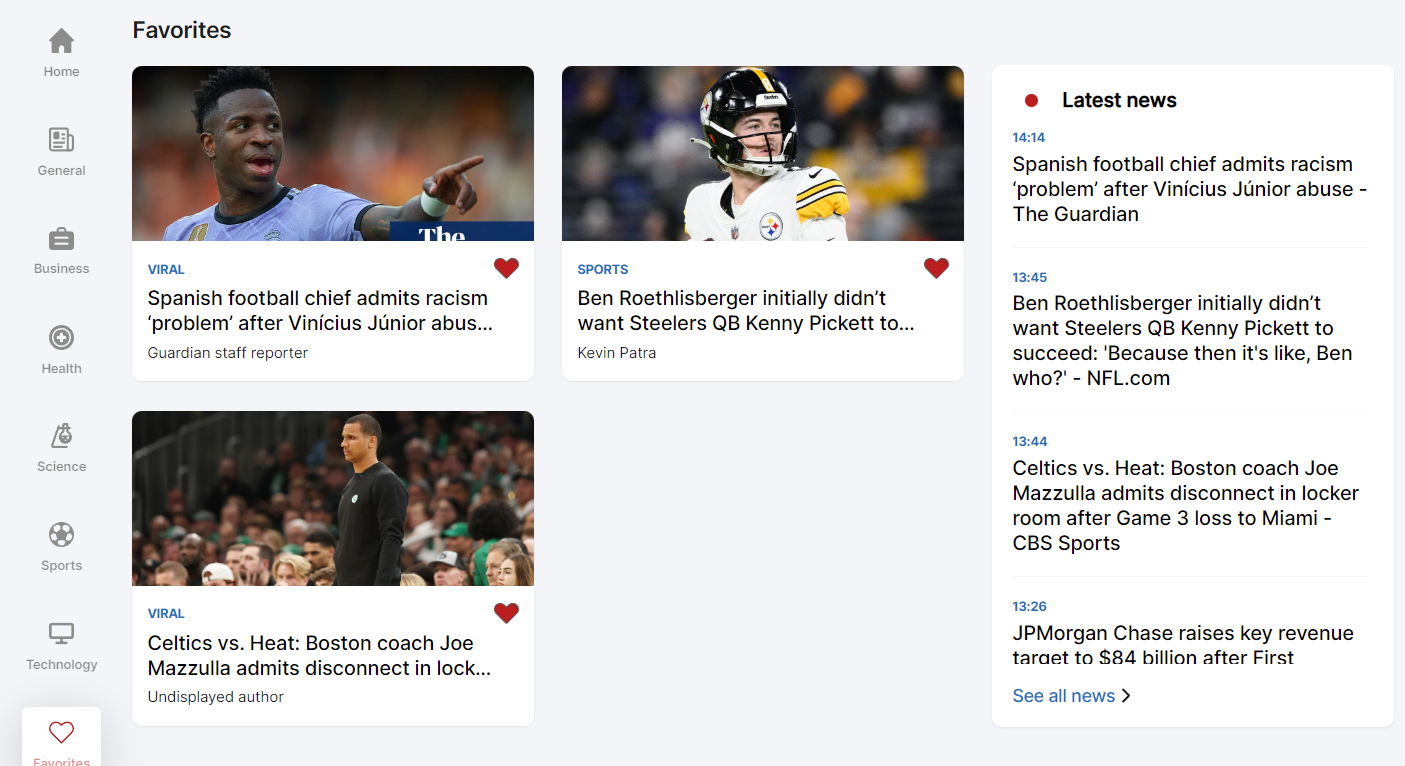 Home
General
Business
Health
Science
Sports
Technology
Favorites
Favorites
The
VIRAL
Spanish football chief admits racism
‘problem’ after Vinícius Júnior abus...
Guardian staff reporter
Steelers
SPORTS
Ben Roethlisberger initially didn’t
want Steelers QB Kenny Pickett to...
Kevin Patra
VIRAL
Celtics vs. Heat: Boston coach Joe
Mazzulla admits disconnect in lock...
Undisplayed author
Latest news
14:14
Spanish football chief admits racism
‘problem’ after Vinícius Júnior abuse -
The Guardian
13:45
Ben Roethlisberger initially didn’t
want Steelers QB Kenny Pickett to
succeed: 'Because then it's like, Ben
who?' - NFL.com
13:44
Celtics vs. Heat: Boston coach Joe
Mazzulla admits disconnect in locker
room after Game 3 loss to Miami -
CBS Sports
13:26
JPMorgan Chase raises key revenue
target to $84 billion after First
See all news